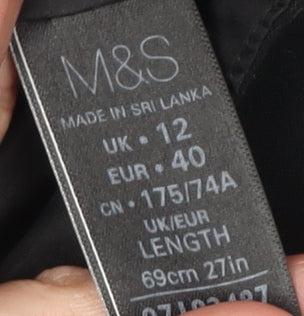 M&S
MADE IN SRI LANKA
UK • 12
EUR • 40
CN • 175/74A
UK/EUR
LENGTH
69cm 27in